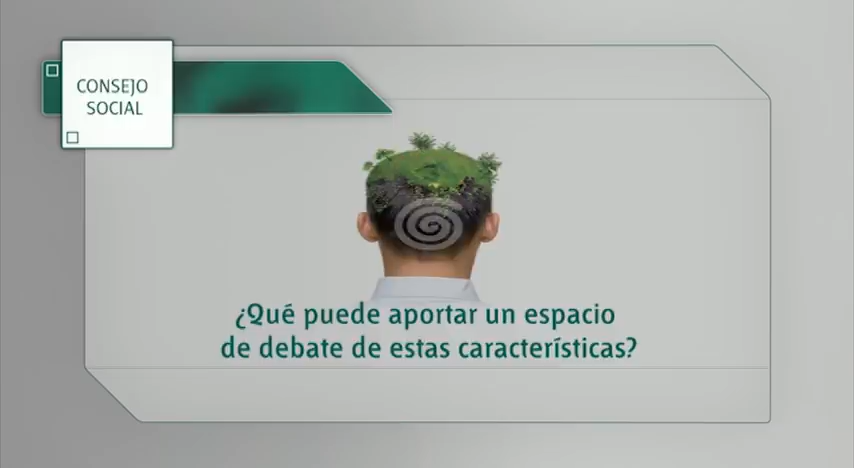 CONSEJO
SOCIAL
¿Qué puede aportar un espacio
de debate de estas características?